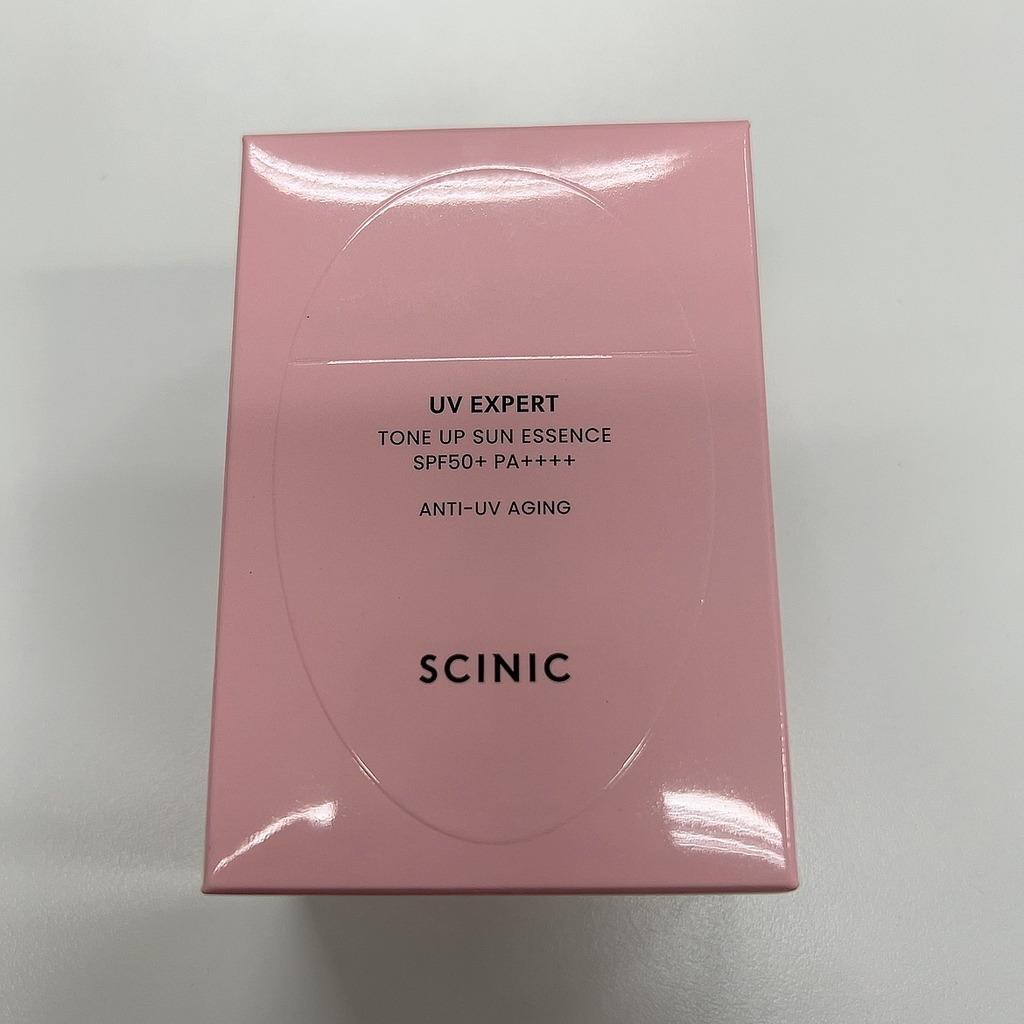 UV EXPERT
TONE UP SUN ESSENCE
SPF50+ PA++++
ANTI-UV AGING
SCINIC